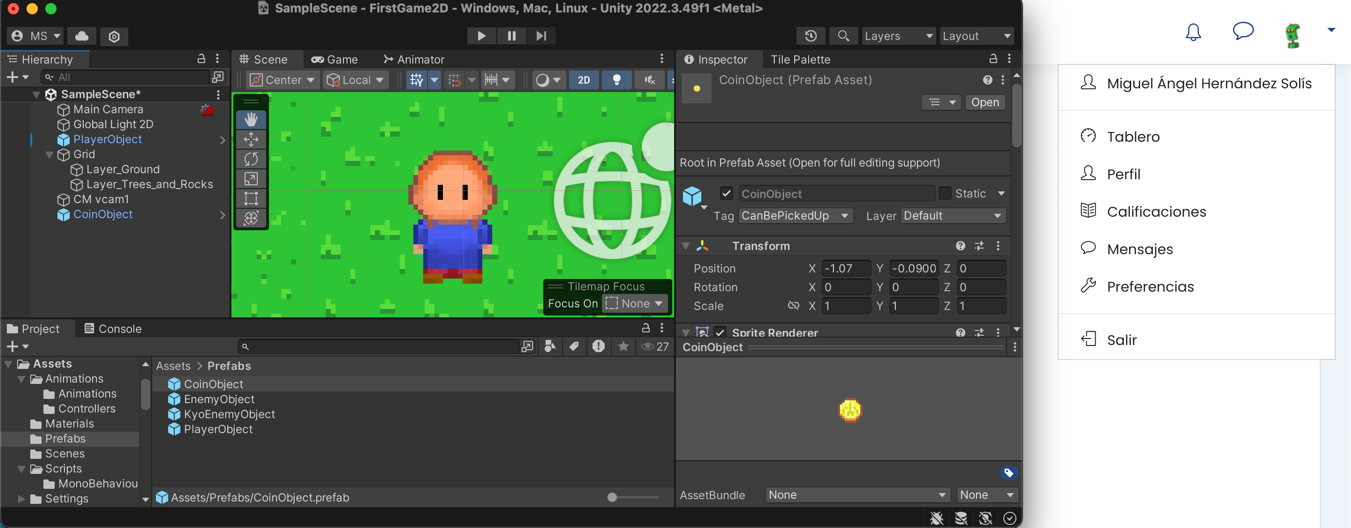 SampleScene - FirstGame2D - Windows, Mac, Linux - Unity 2022.3.49f1 <Metal>
MS
Layers
Layout
Hierarchy
All
SampleScene*
Main Camera
Global Light 2D
PlayerObject
Grid
Layer_Ground
Layer_Trees_and_Rocks
CM vcam1
CoinObject
Scene
Game
Animator
Center
Local
2D
Tilemap Focus
Focus On
None
Inspector
Tile Palette
CoinObject (Prefab Asset)
Open
Root in Prefab Asset (Open for full editing support)
CoinObject
Static
Tag CanBePickedUp
Layer Default
Transform
Position X -1.07 Y -0.0900 Z 0
Rotation X 0 Y 0 Z 0
Scale X 1 Y 1 Z 1
Sprite Renderer
CoinObject
AssetBundle None None
Project
Console
27
Assets
Animations
Animations
Controllers
Materials
Prefabs
Scenes
Scripts
MonoBehaviou
Settings
Assets > Prefabs
CoinObject
EnemyObject
KyoEnemyObject
PlayerObject
Assets/Prefabs/CoinObject.prefab
Miguel Ángel Hernández Solís
Tablero
Perfil
Calificaciones
Mensajes
Preferencias
Salir